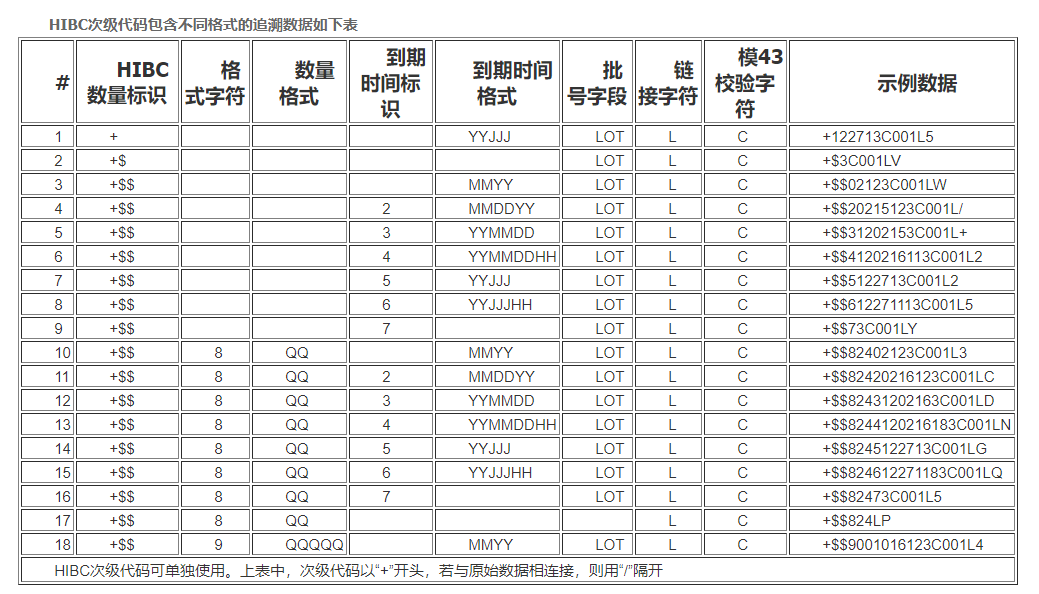 HIBC次级代码包含不同格式的追溯数据如下表
# HIBC数量标识 格式字符 数量格式 到期时间标识 到期时间格式 批号字段 链接字符 模43校验字符 示例数据
1 + YYJJJ LOT L C +122713C001L5
2 +$ LOT L C +$3C001LV
3 +$$ MMYY LOT L C +$$02123C001LW
4 +$$ 2 MMDDYY LOT L C +$$20215123C001L/
5 +$$ 3 YYMMDD LOT L C +$$31202153C001L+
6 +$$ 4 YYMMDDHH LOT L C +$$4120216113C001L2
7 +$$ 5 YYJJJ LOT L C +$$5122713C001L2
8 +$$ 6 YYJJJHH LOT L C +$$612271113C001L5
9 +$$ 7 LOT L C +$$73C001LY
10 +$$ 8 QQ MMYY LOT L C +$$82402123C001L3
11 +$$ 8 QQ 2 MMDDYY LOT L C +$$82420216123C001LC
12 +$$ 8 QQ 3 YYMMDD LOT L C +$$82431202163C001LD
13 +$$ 8 QQ 4 YYMMDDHH LOT L C +$$8244120216183C001LN
14 +$$ 8 QQ 5 YYJJJ LOT L C +$$8245122713C001LG
15 +$$ 8 QQ 6 YYJJJHH LOT L C +$$824612271183C001LQ
16 +$$ 8 QQ 7 LOT L C +$$82473C001L5
17 +$$ 8 QQ L C +$$824LP
18 +$$ 9 QQQQQ MMYY LOT L C +$$9001016123C001L4
HIBC次级代码可单独使用。上表中，次级代码以“+”开头，若与原始数据相连接，则用“/”隔开